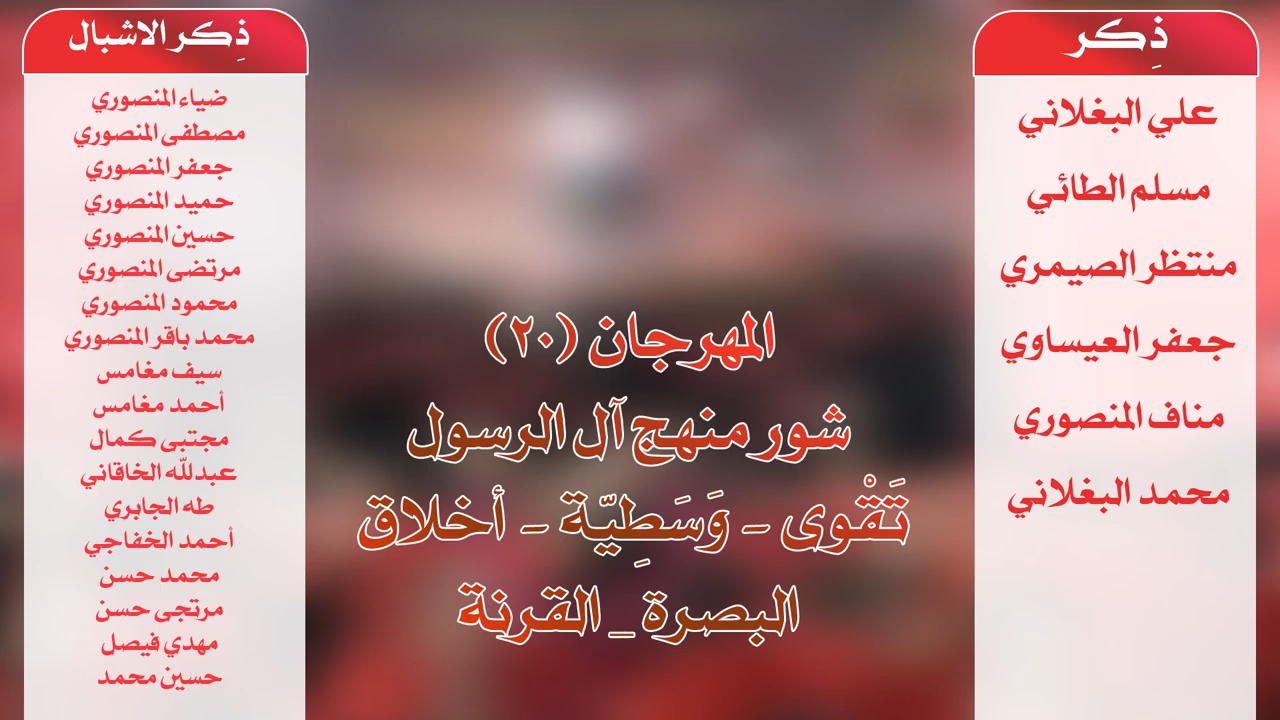 ذِكر
علي البغلاني
مسلم الطائي
منتظر الصيمري
جعفر العيساوي
مناف المنصوري
محمد البغلاني
المهرجان (٢٠)
شور منهج آل الرسول
تَقْوى - وَسَطِيّة - أخلاق
البصرة _ القرنة
ذِكر الاشبال
ضياء المنصوري
مصطفى المنصوري
جعفر المنصوري
حميد المنصوري
حسين المنصوري
مرتضى المنصوري
محمود المنصوري
محمد باقر المنصوري
سيف مغامس
أحمد مغامس
مجتبى كمال
عبدلله الخاقاني
طه الجابري
أحمد الخفاجي
محمد حسن
مرتجى حسن
مهدي فيصل
حسين محمد